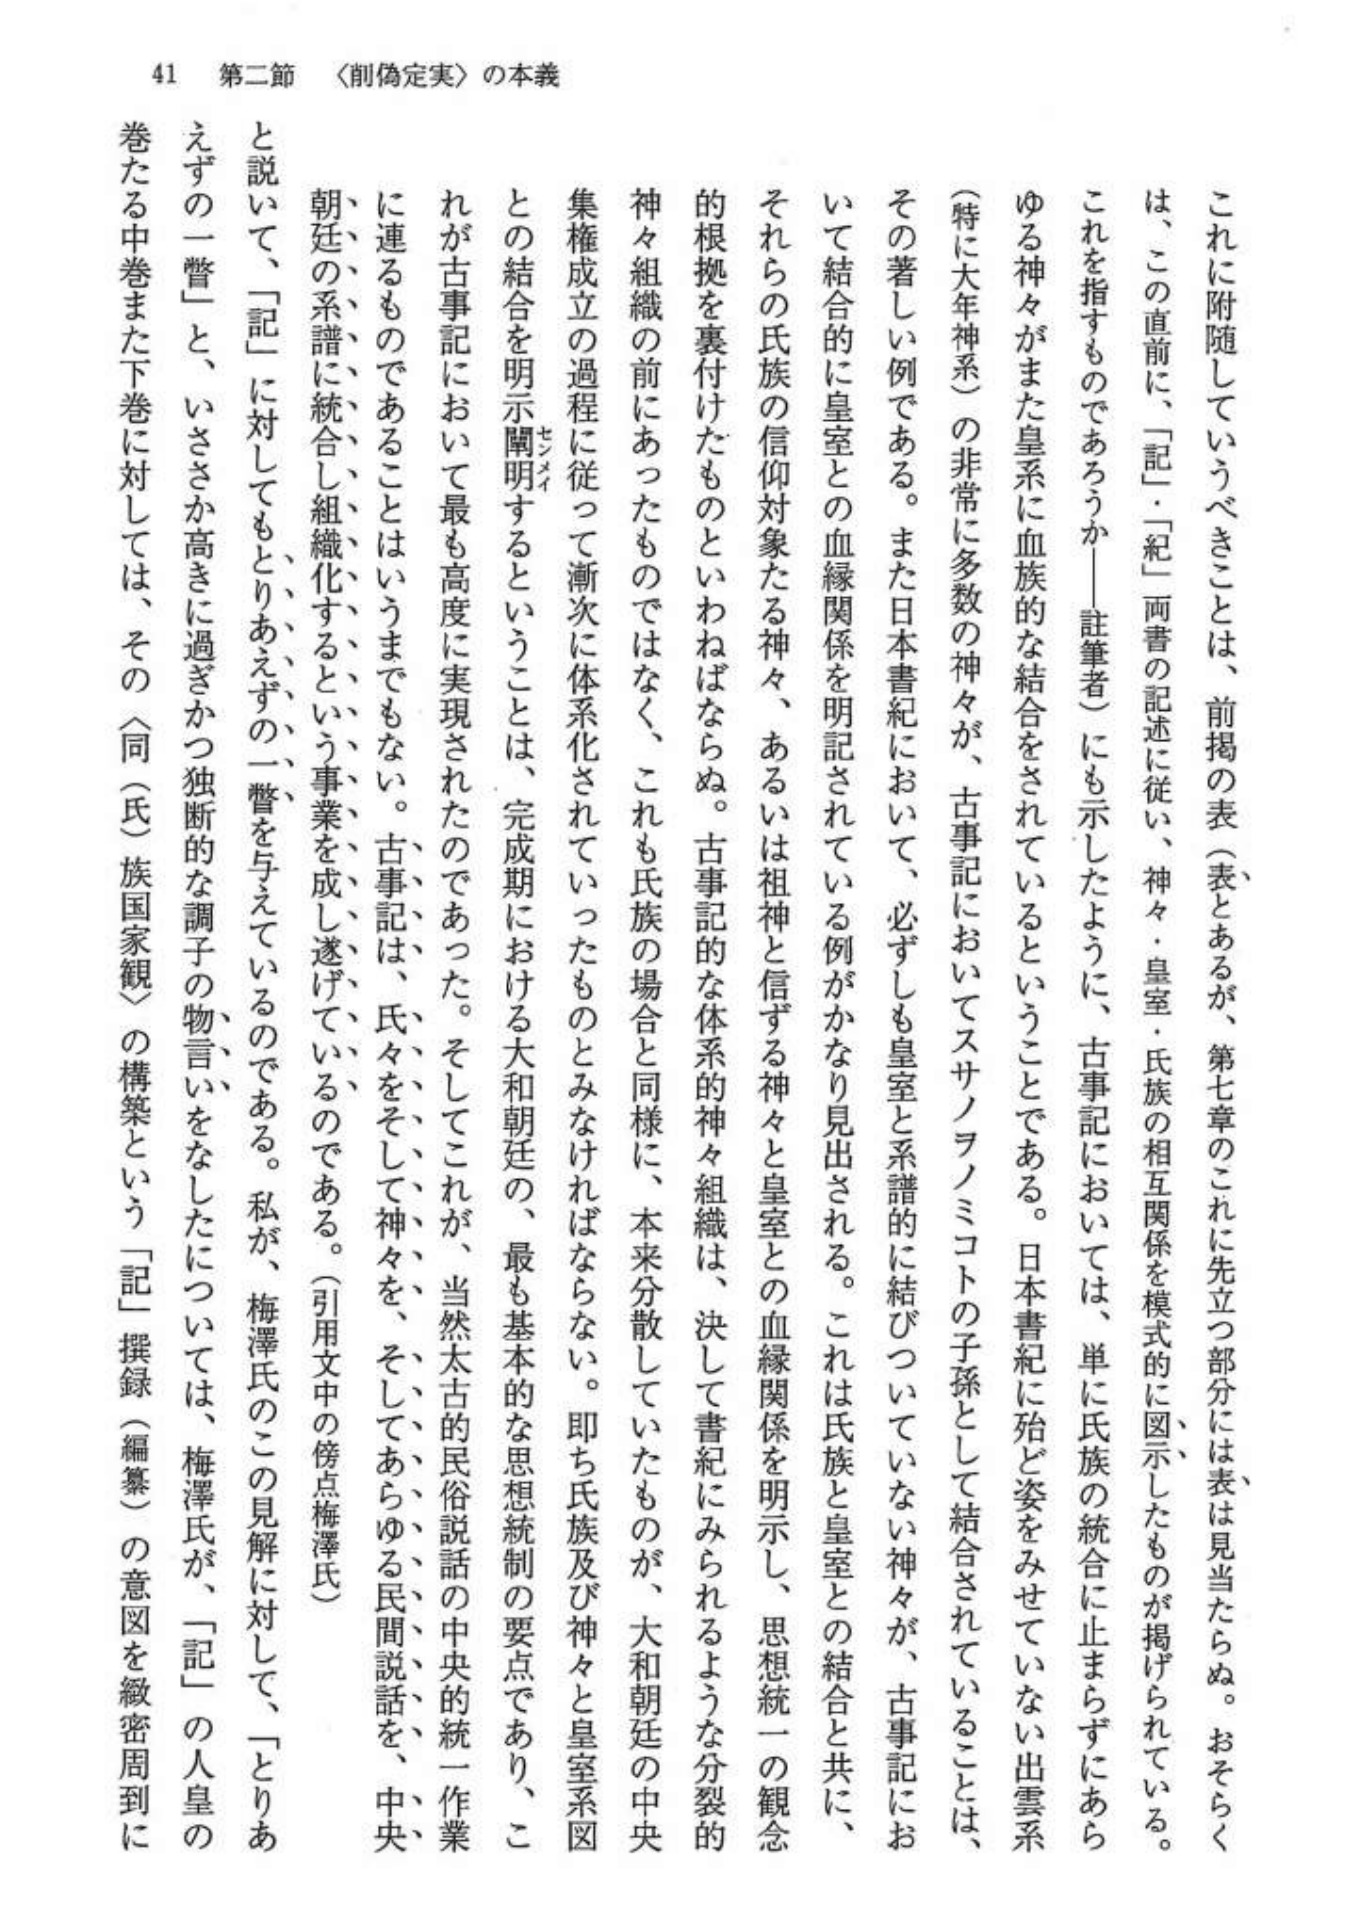 41　第二節　〈削偽定実〉の本義
これに附随していうべきことは、前掲の表（表とあるが、第七章のこれに先立つ部分には表は見当たらぬ。おそらく
は、この直前に、「記」・「紀」両書の記述に従い、神々・皇室・氏族の相互関係を模式的に図示したものが掲げられている。
これを指すものであろうか――註筆者）にも示したように、古事記においては、単に氏族の統合に止まらずにあら
ゆる神々がまた皇系に血族的な結合をされているということである。日本書紀に殆ど姿をみせていない出雲系
（特に大年神系）の非常に多数の神々が、古事記においてスサノヲノミコトの子孫として結合されていることは、
その著しい例である。また日本書紀において、必ずしも皇室と系譜的に結びついていない神々が、古事記にお
いて結合的に皇室との血縁関係を明記されている例がかなり見出される。これは氏族と皇室との結合と共に、
それらの氏族の信仰対象たる神々、あるいは祖神と信ずる神々と皇室との血縁関係を明示し、思想統一の観念
的根拠を裏付けたものといわねばならぬ。古事記的な体系的神々組織は、決して書紀にみられるような分裂的
神々組織の前にあったものではなく、これも氏族の場合と同様に、本来分散していたものが、大和朝廷の中央
集権成立の過程に従って漸次に体系化されていったものとみなければならない。即ち氏族及び神々と皇室系図
との結合を明示闡明センメイするということは、完成期における大和朝廷の、最も基本的な思想統制の要点であり、こ
れが古事記において最も高度に実現されたのであった。そしてこれが、当然太古的民俗説話の中央的統一作業
に連るものであることはいうまでもない。古事記は、氏々をそして神々を、そしてあらゆる民間説話を、中央
朝廷の系譜に統合し組織化するという事業を成し遂げているのである。（引用文中の傍点梅澤氏）
と説いて、「記」に対してもとりあえずの一瞥を与えているのである。私が、梅澤氏のこの見解に対して、「とりあ
えずの一瞥」と、いささか高きに過ぎかつ独断的な調子の物言いをなしたについては、梅澤氏が、「記」の人皇の
巻たる中巻また下巻に対しては、その〈同（氏）族国家観〉の構築という「記」撰録（編纂）の意図を緻密周到に